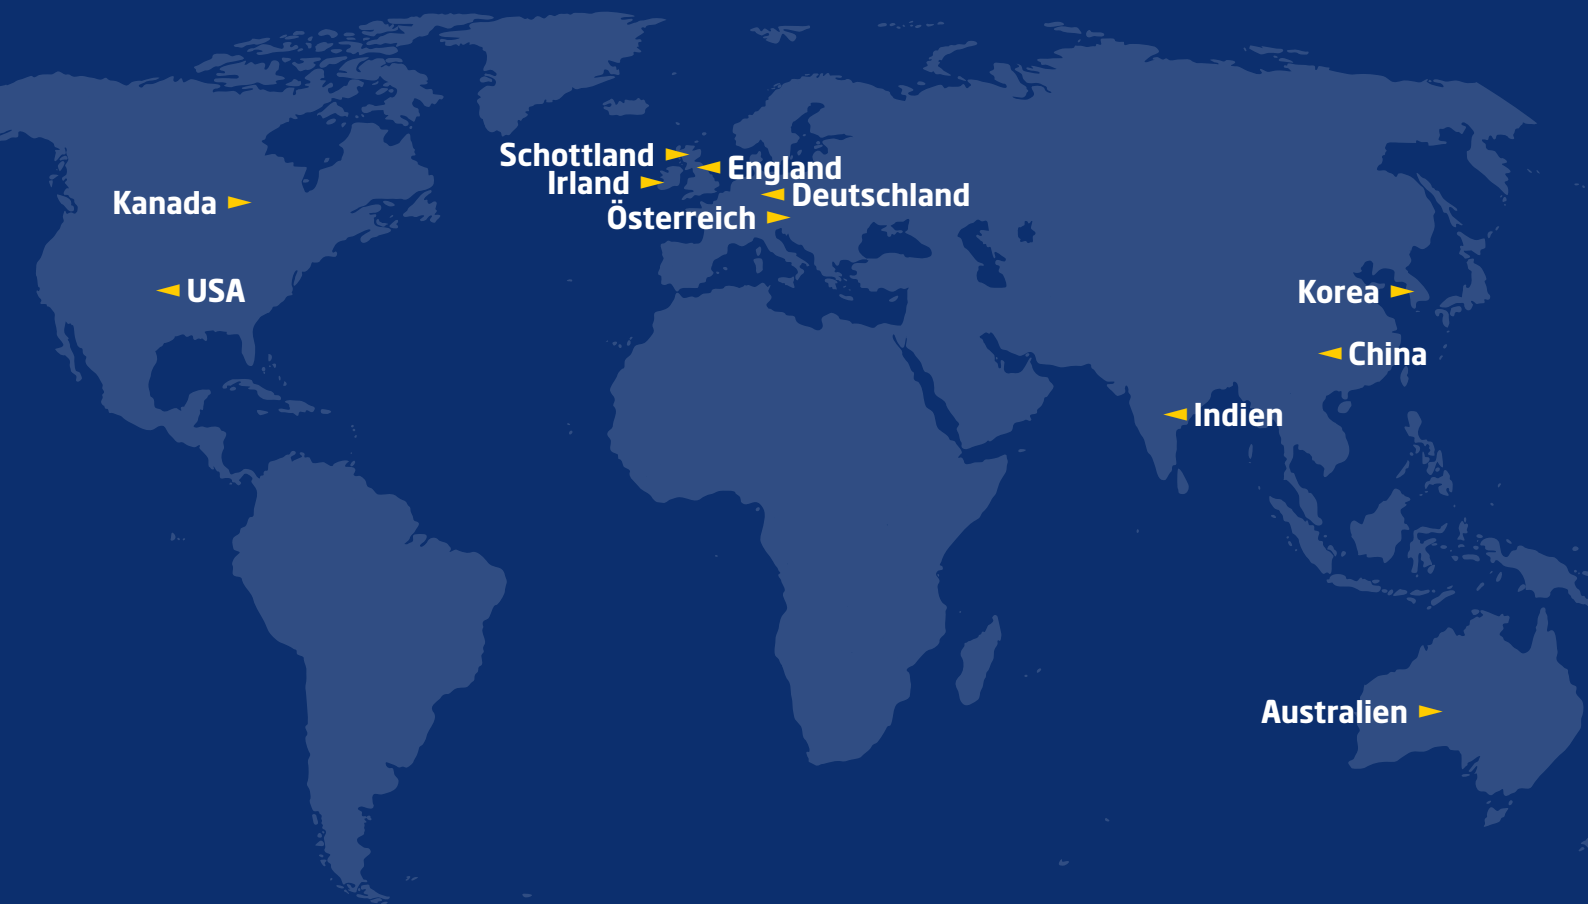 Schottland
England
Irland
Deutschland
Kanada
Österreich
USA
Korea
China
Indien
Australien